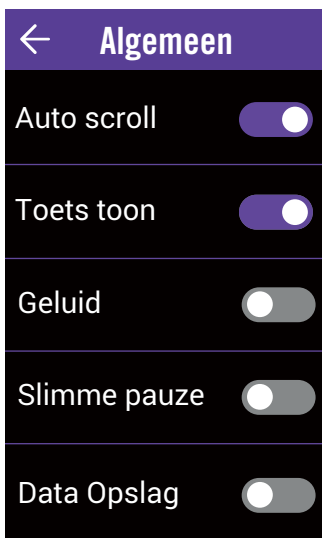 Algemeen
Auto scroll
Toets toon
Geluid
Slimme pauze
Data Opslag